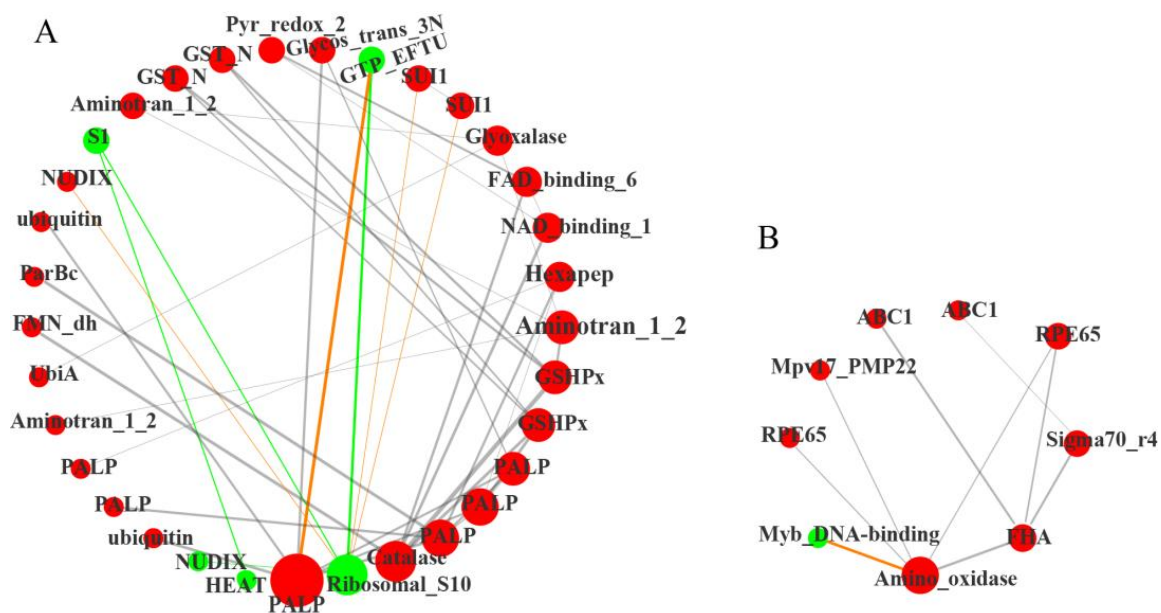 A
Pyr_redox_2
Glycos_trans_3N
GTP_EFTU
GST_N
GST_N
SUI1
SUI1
Aminotran_1_2
Glyoxalase
S1
FAD_binding_6
NUDIX
NAD_binding_1
ubiquitin
Hexapep
ParBc
Aminotran_1_2
FMN_dh
GSHPx
UbiA
GSHPx
Aminotran_1_2
PALP
PALP
PALP
PALP
PALP
ubiquitin
Catalase
NUDIX
HEAT
Ribosomal_S10
PALP
B
ABC1
ABC1
RPE65
Mpv17_PMP22
RPE65
Sigma70_r4
Myb_DNA-binding
FHA
Amino_oxidase